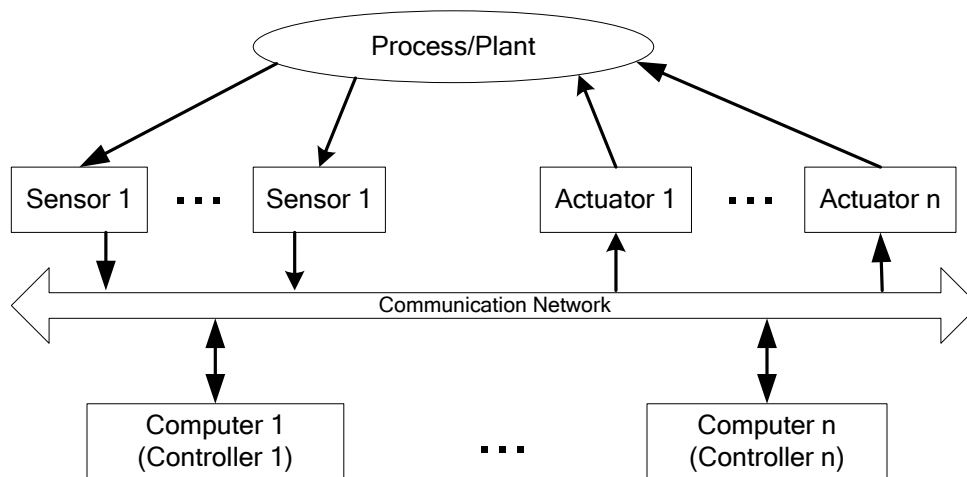 Process/Plant
Sensor 1
Sensor 1
Actuator 1
Actuator n
Communication Network
Computer 1
(Controller 1)
Computer n
(Controller n)